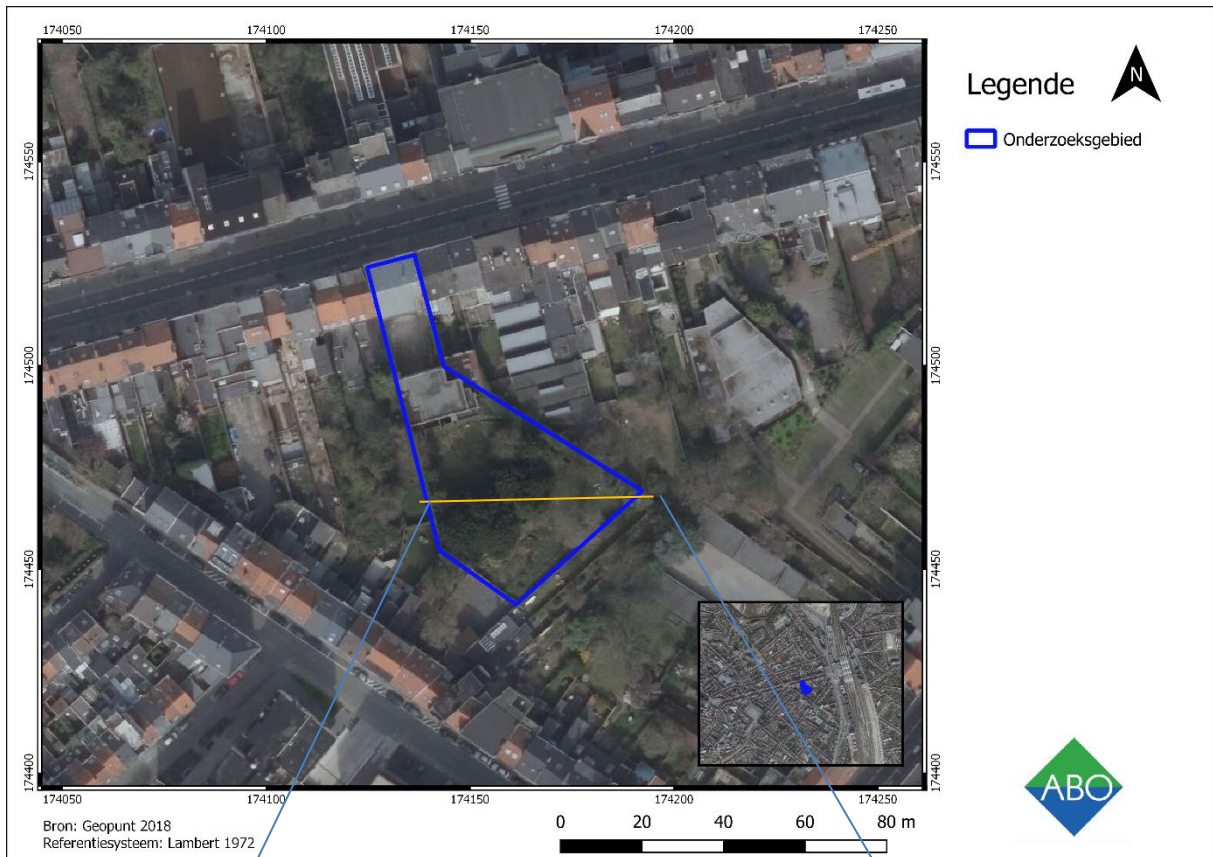 174050 174100 174150 174200 174250
Legende
N
Onderzoeksgebied
174550 174550
174500 174500
174450 174450
174400 174400
174050 174100 174150 174200 174250
ABO
Bron: Geopunt 2018
Referentiesysteem: Lambert 1972
0 20 40 60 80 m